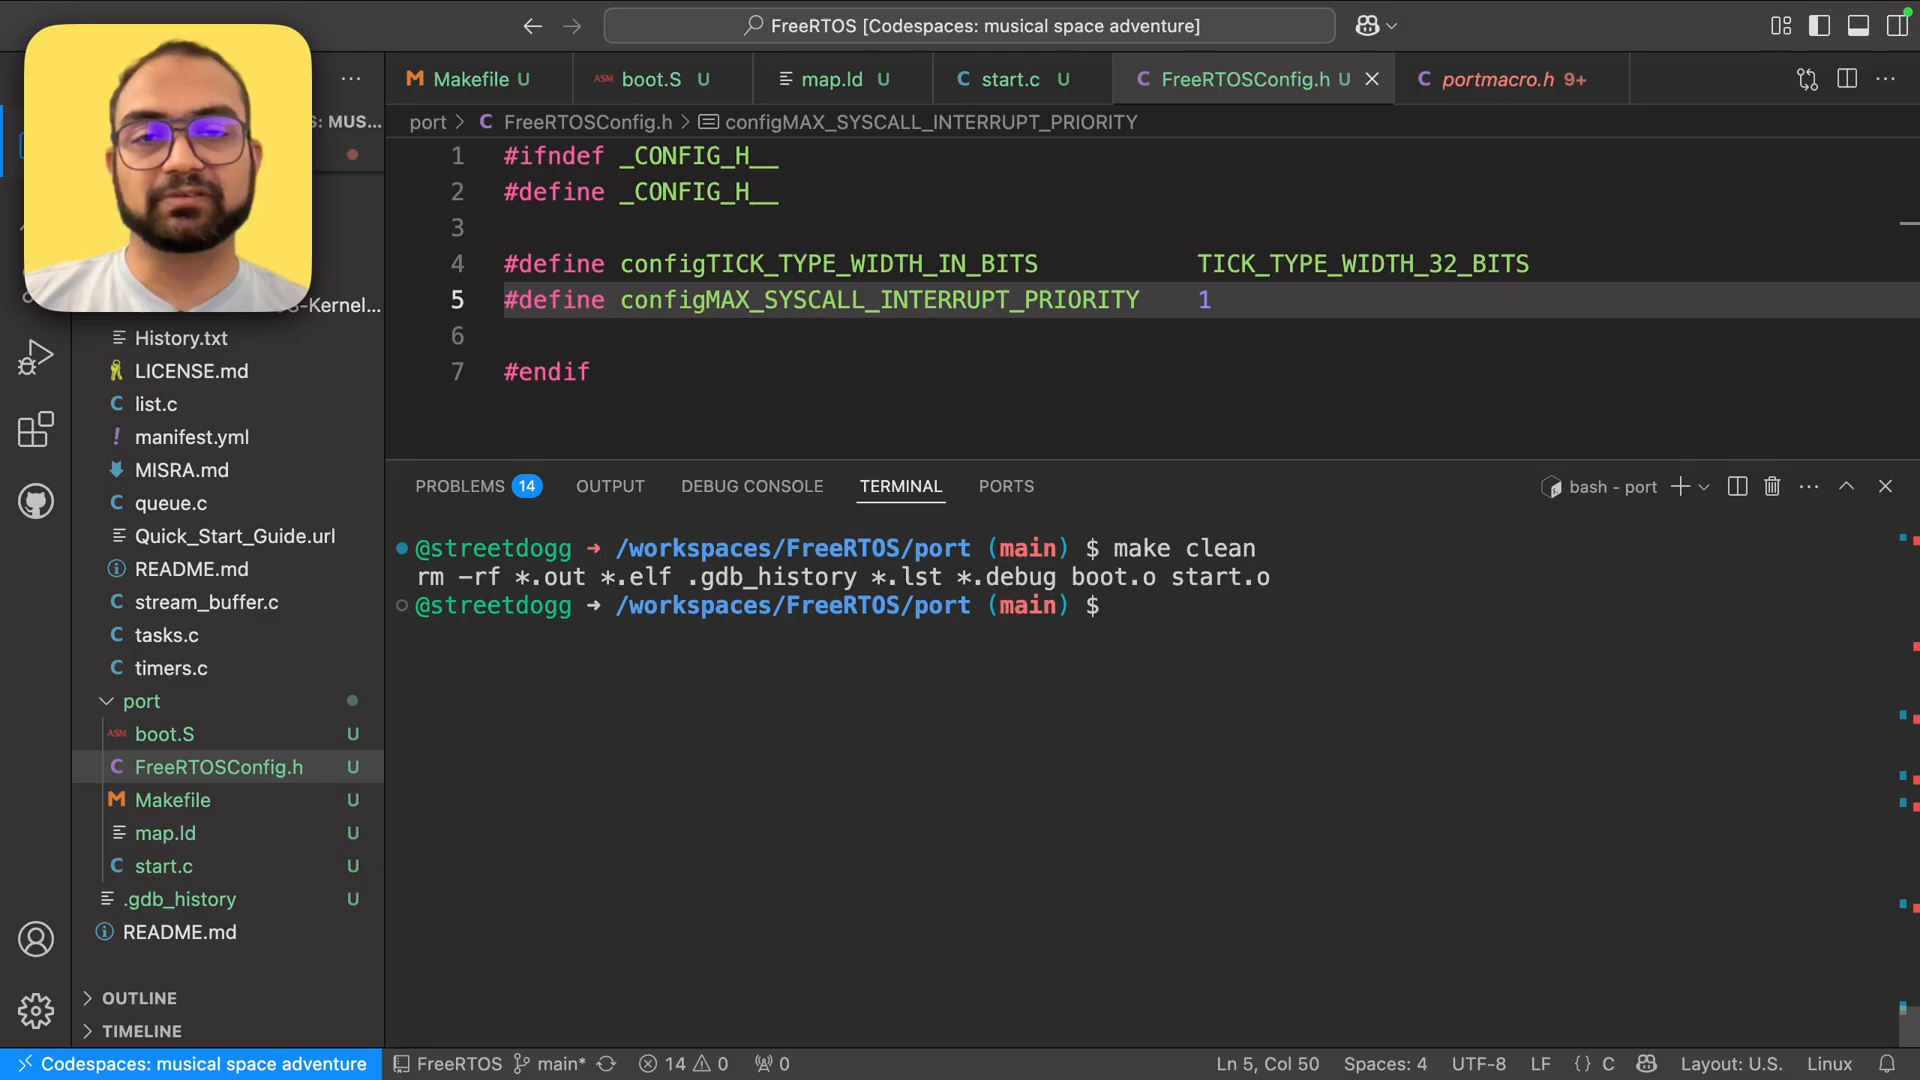 FreeRTOS [Codespaces: musical space adventure]
Makefile U
boot.S U
map.ld U
start.c U
FreeRTOSConfig.h U
portmacro.h 9+
port > C FreeRTOSConfig.h > configMAX_SYSCALL_INTERRUPT_PRIORITY
1 #ifndef _CONFIG_H__
2 #define _CONFIG_H__
3
4 #define configTICK_TYPE_WIDTH_IN_BITS TICK_TYPE_WIDTH_32_BITS
5 #define configMAX_SYSCALL_INTERRUPT_PRIORITY 1
6
7 #endif
S: MUS...
S-Kernel...
History.txt
LICENSE.md
list.c
manifest.yml
MISRA.md
queue.c
Quick_Start_Guide.url
README.md
stream_buffer.c
tasks.c
timers.c
port
boot.S U
FreeRTOSConfig.h U
Makefile U
map.ld U
start.c U
.gdb_history U
README.md
OUTLINE
TIMELINE
PROBLEMS 14 OUTPUT DEBUG CONSOLE TERMINAL PORTS
bash - port
@streetdogg → /workspaces/FreeRTOS/port (main) $ make clean
rm -rf *.out *.elf .gdb_history *.lst *.debug boot.o start.o
@streetdogg → /workspaces/FreeRTOS/port (main) $
Codespaces: musical space adventure FreeRTOS main* 14 0 0 Ln 5, Col 50 Spaces: 4 UTF-8 LF {} C Layout: U.S. Linux